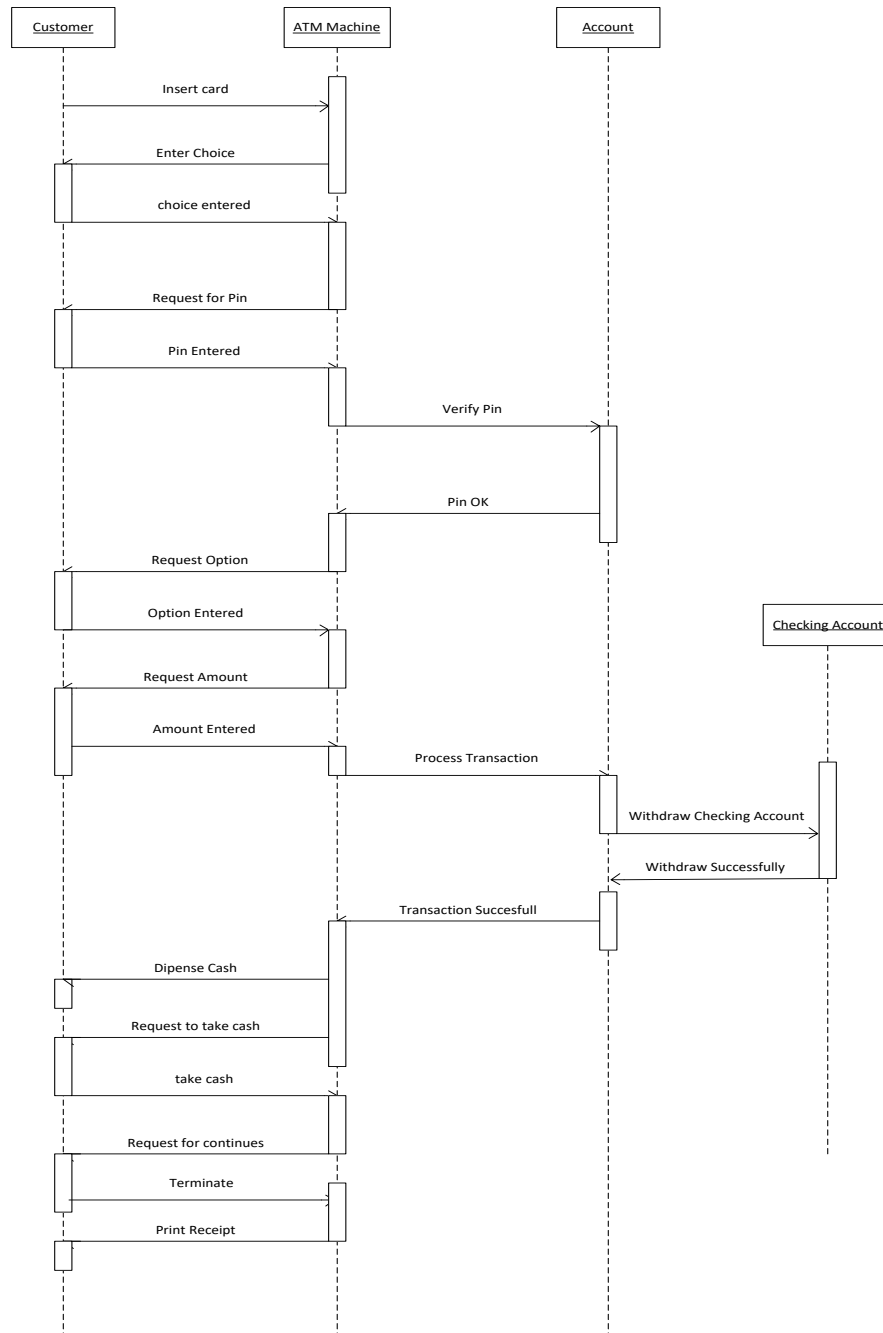 Customer
ATM Machine
Account
Insert card
Enter Choice
choice entered
Request for Pin
Pin Entered
Verify Pin
Pin OK
Request Option
Option Entered
Checking Account
Request Amount
Amount Entered
Process Transaction
Withdraw Checking Account
Withdraw Successfully
Transaction Succesfull
Dipense Cash
Request to take cash
take cash
Request for continues
Terminate
Print Receipt